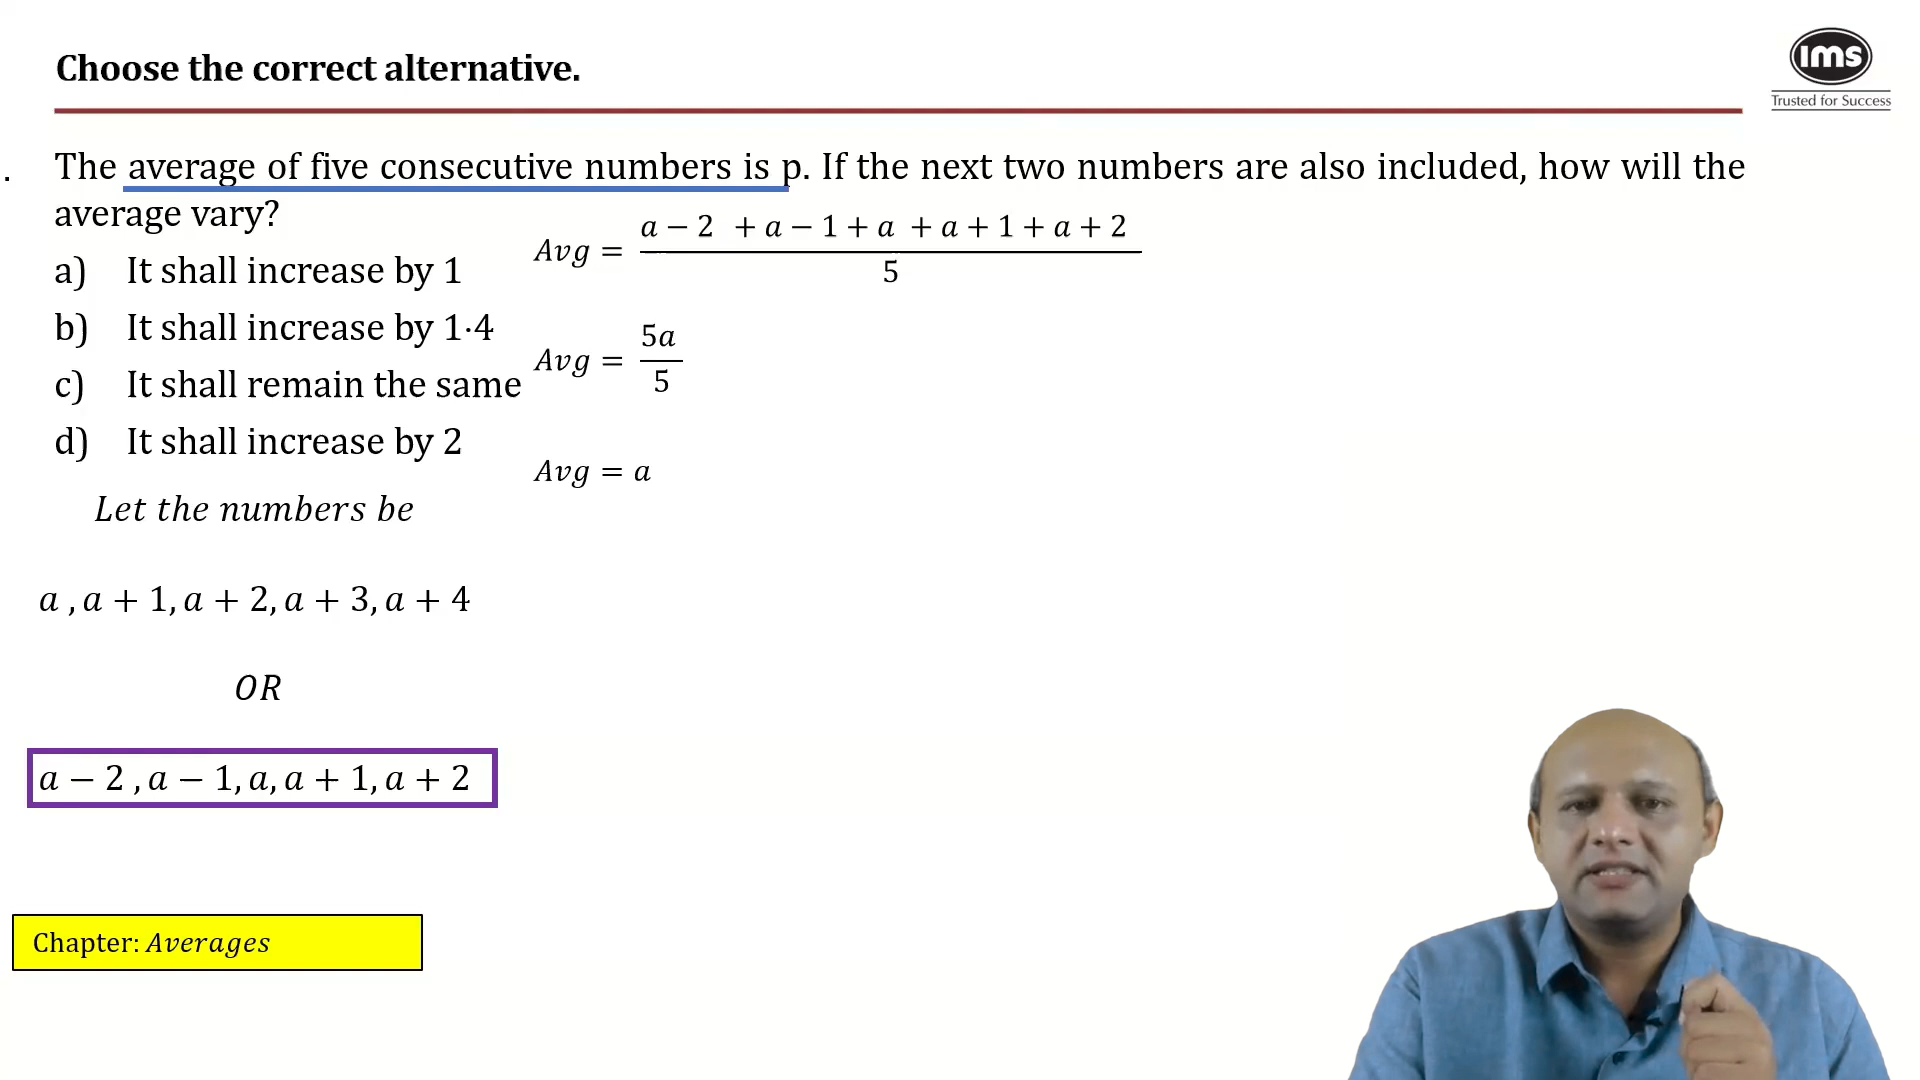 Choose the correct alternative.
ims
Trusted for Success
. The average of five consecutive numbers is p. If the next two numbers are also included, how will the
average vary?
a) It shall increase by 1
b) It shall increase by 1·4
c) It shall remain the same
d) It shall increase by 2
Avg = a − 2 + a − 1 + a + a + 1 + a + 2
5
Avg = 5a
5
Avg = a
Let the numbers be
a , a + 1, a + 2, a + 3, a + 4
OR
a − 2 , a − 1, a, a + 1, a + 2
Chapter: Averages